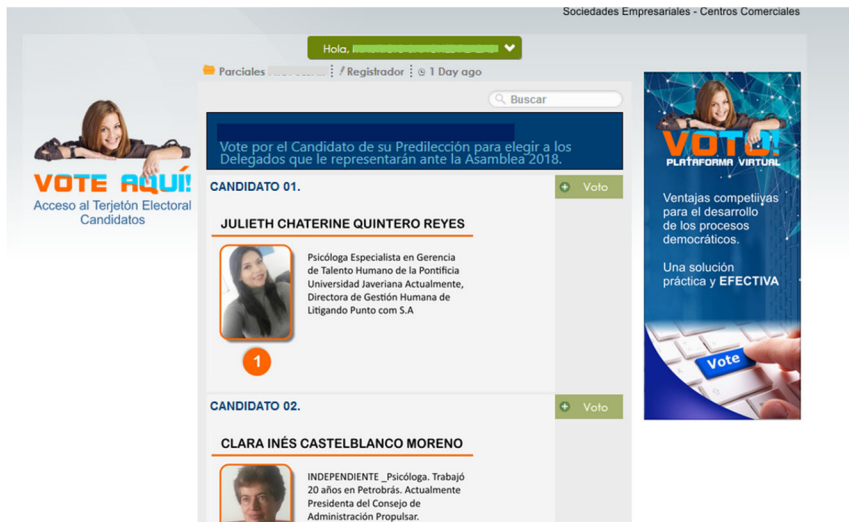 Sociedades Empresariales - Centros Comerciales
Hola,
Parciales
Registrador
1 Day ago
Buscar
VOTE AQUÍ!
Acceso al Terjetón Electoral
Candidatos
Vote por el Candidato de su Predilección para elegir a los
Delegados que le representarán ante la Asamblea 2018.
CANDIDATO 01.
+ Voto
JULIETH CHATERINE QUINTERO REYES
Psicóloga Especialista en Gerencia
de Talento Humano de la Pontificia
Universidad Javeriana Actualmente,
Directora de Gestión Humana de
Litigando Punto com S.A
1
CANDIDATO 02.
+ Voto
CLARA INÉS CASTELBLANCO MORENO
INDEPENDIENTE _Psicóloga. Trabajó
20 años en Petrobrás. Actualmente
Presidenta del Consejo de
Administración Propulsar.
VOTO!
PLATAFORMA VIRTUAL
Ventajas competiivas
para el desarrollo
de los procesos
democráticos.
Una solución
práctica y EFECTIVA
Vote